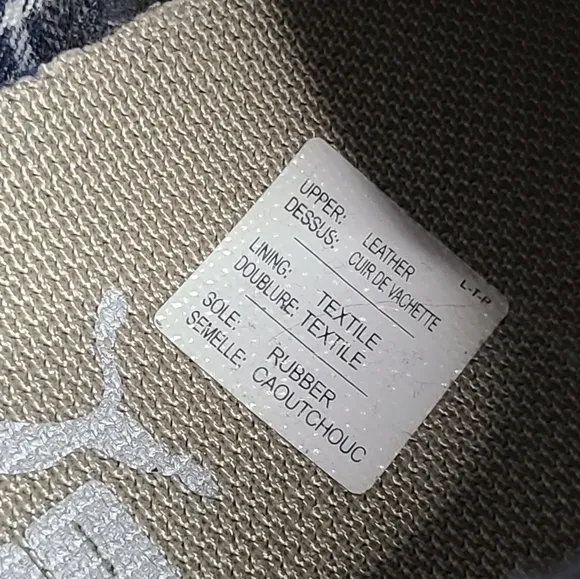 UPPER: LEATHER
DESSUS: CUIR DE VACHETTE
L-T-P
LINING: TEXTILE
DOUBLURE: TEXTILE
SOLE: RUBBER
SEMELLE: CAOUTCHOUC